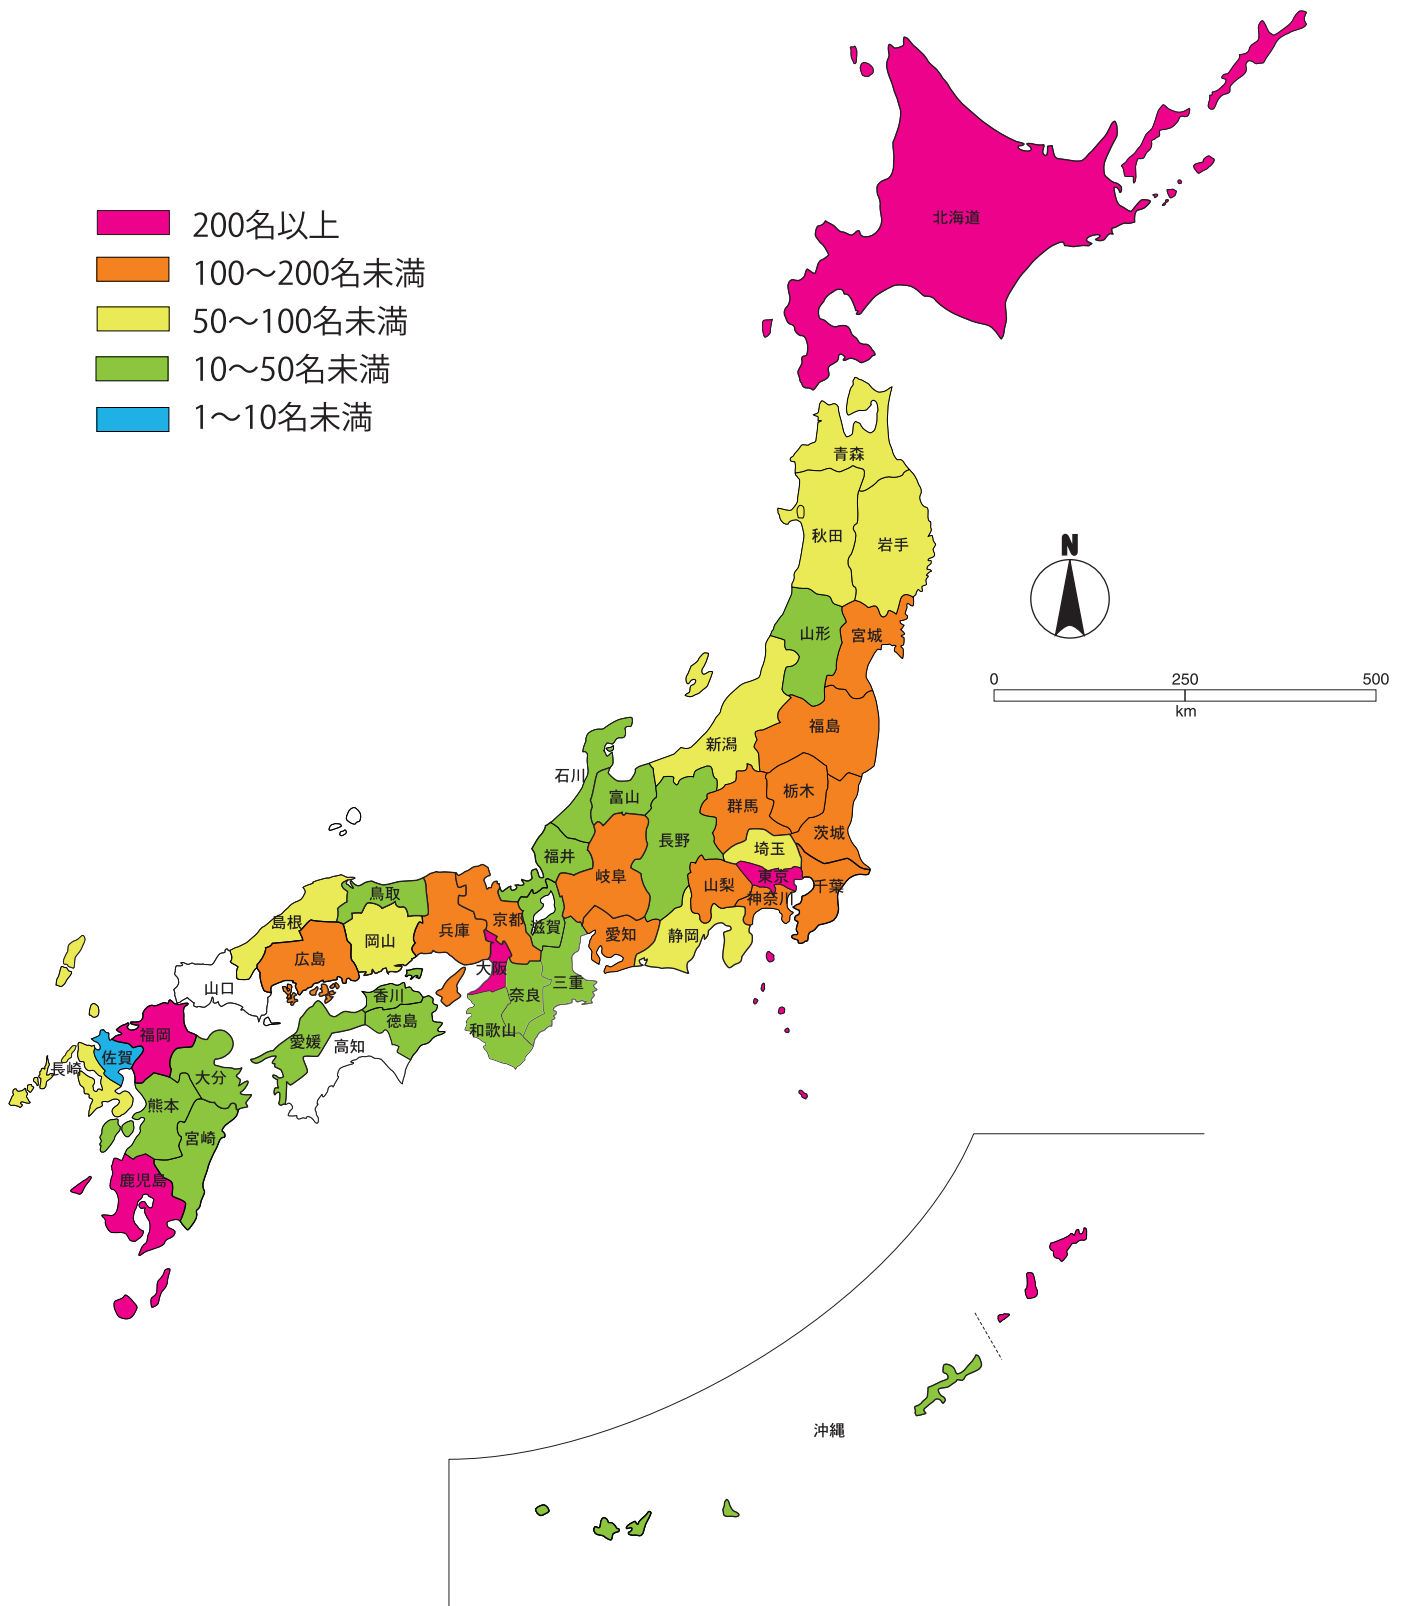 200名以上
100～200名未満
50～100名未満
10～50名未満
1～10名未満
北海道
青森
秋田
岩手
山形
宮城
福島
新潟
石川
富山
群馬
栃木
茨城
長野
埼玉
福井
岐阜
山梨
東京
千葉
神奈川
鳥取
島根
岡山
広島
兵庫
京都
滋賀
愛知
静岡
大阪
三重
奈良
和歌山
山口
香川
徳島
愛媛
高知
福岡
佐賀
長崎
大分
熊本
宮崎
鹿児島
沖縄
N
0 250 500
km